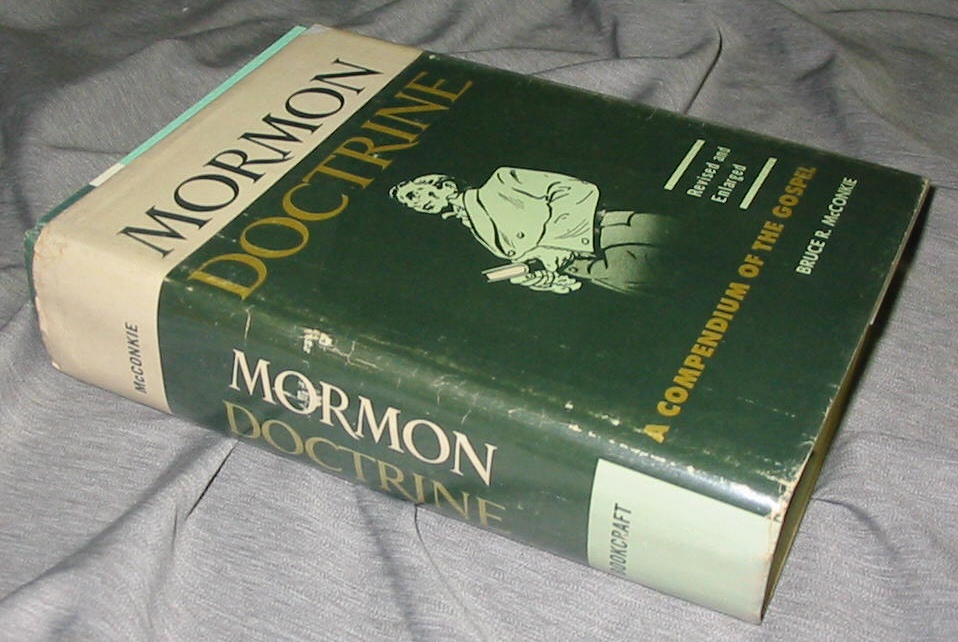 MORMON
DOCTRINE
Revised and
Enlarged
A COMPENDIUM OF THE GOSPEL
BRUCE R. McCONKIE
McCONKIE
MORMON
DOCTRINE
BOOKCRAFT